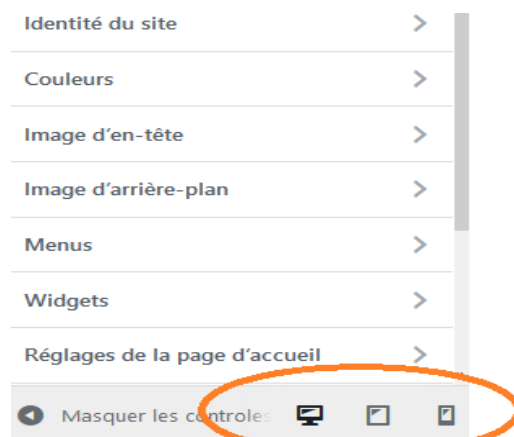 Identité du site
Couleurs
Image d'en-tête
Image d'arrière-plan
Menus
Widgets
Réglages de la page d'accueil
Masquer les controles